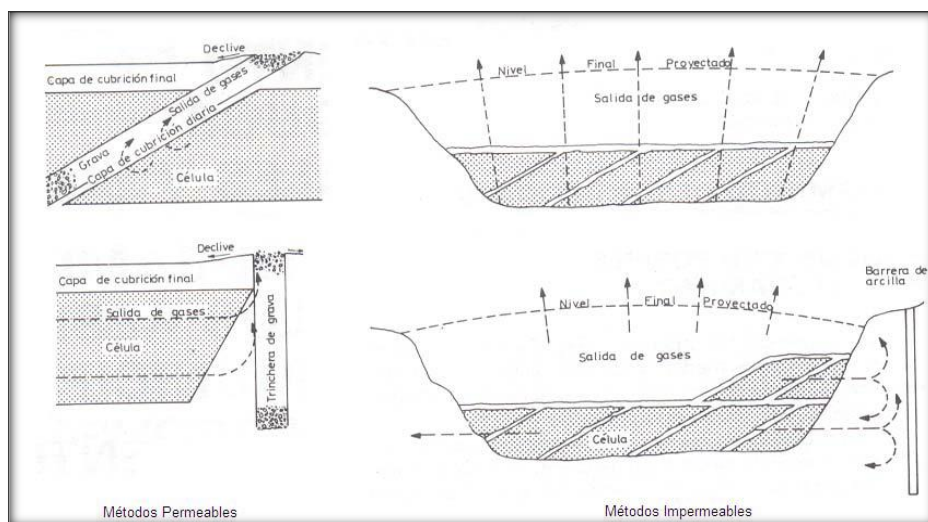 Declive
Capa de cubrición final
Salida de gases
Grava
Capa de cubricion diaria
Célula
Nivel Final Proyectado
Salida de gases
Declive
Capa de cubrición final
Salida de gases
Célula
Trinchera de grava
Barrera de
arcilla
Nivel Final Proyectado
Salida de gases
Célula
Métodos Permeables
Métodos Impermeables